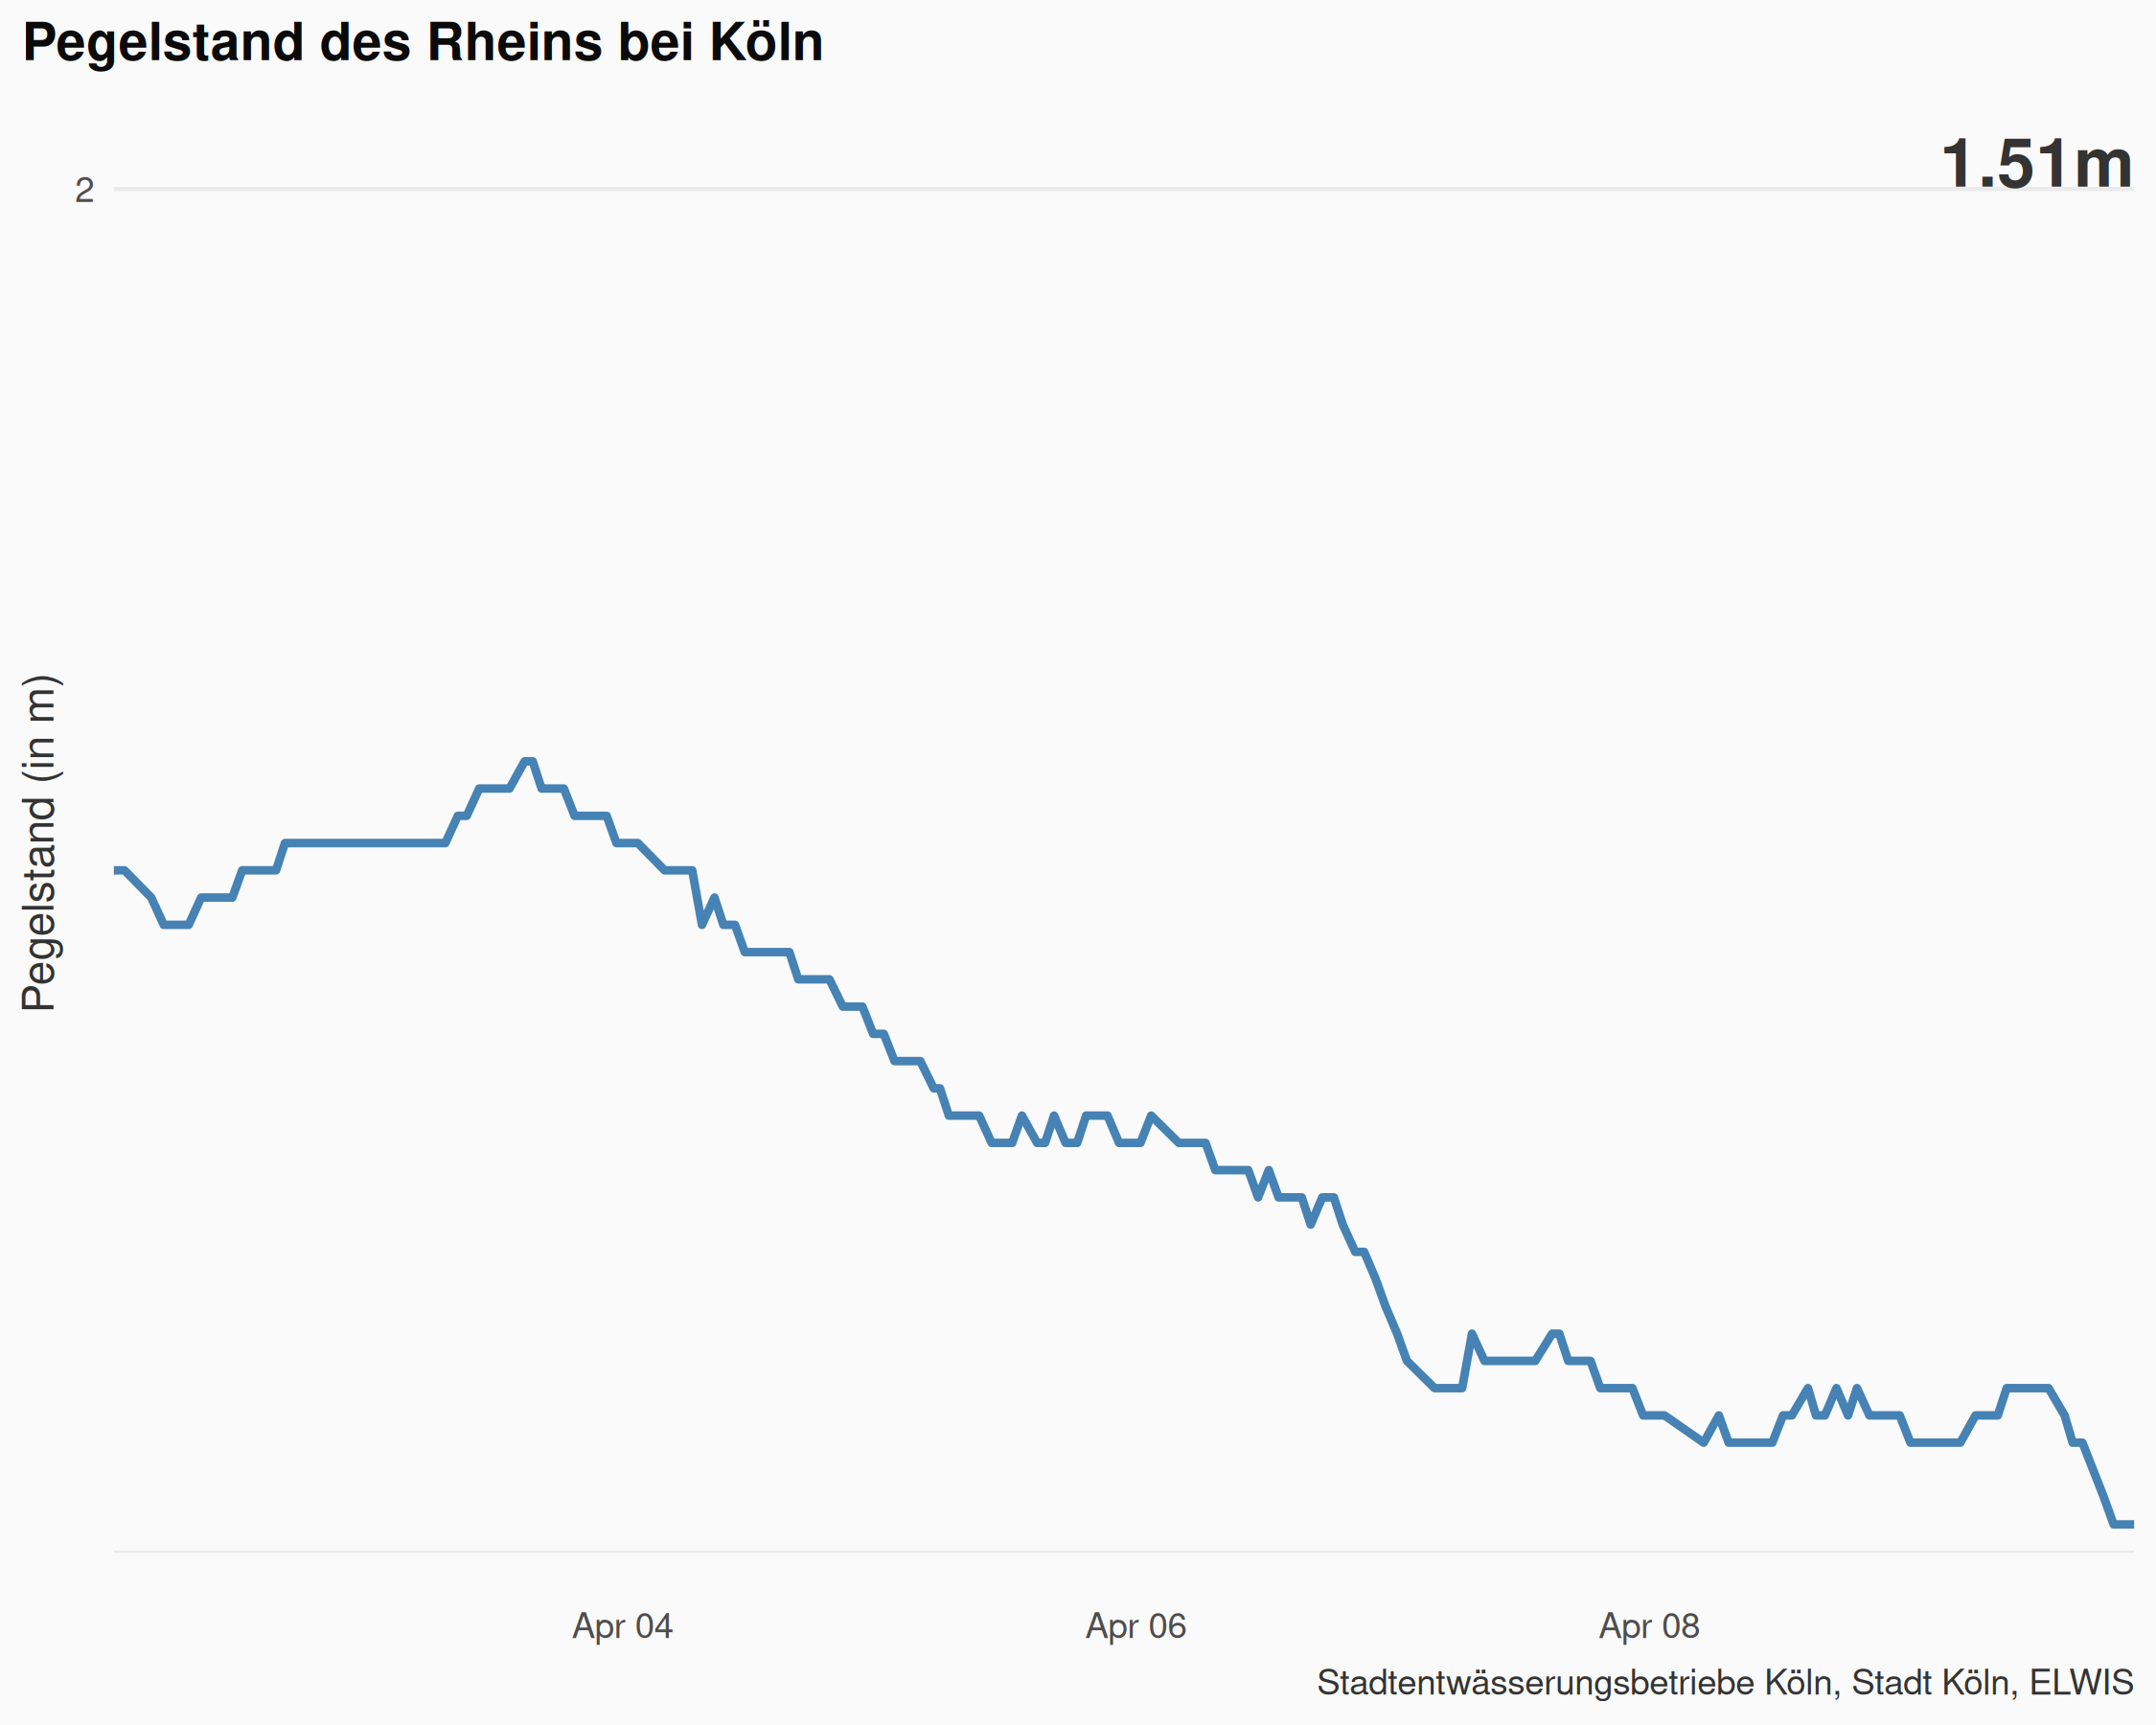 Pegelstand des Rheins bei Köln
1.51m
2
Pegelstand (in m)
Apr 04
Apr 06
Apr 08
Stadtentwässerungsbetriebe Köln, Stadt Köln, ELWIS